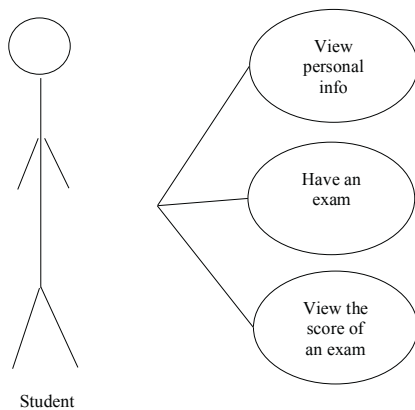 View
personal
info
Have an
exam
View the
score of
an exam
Student